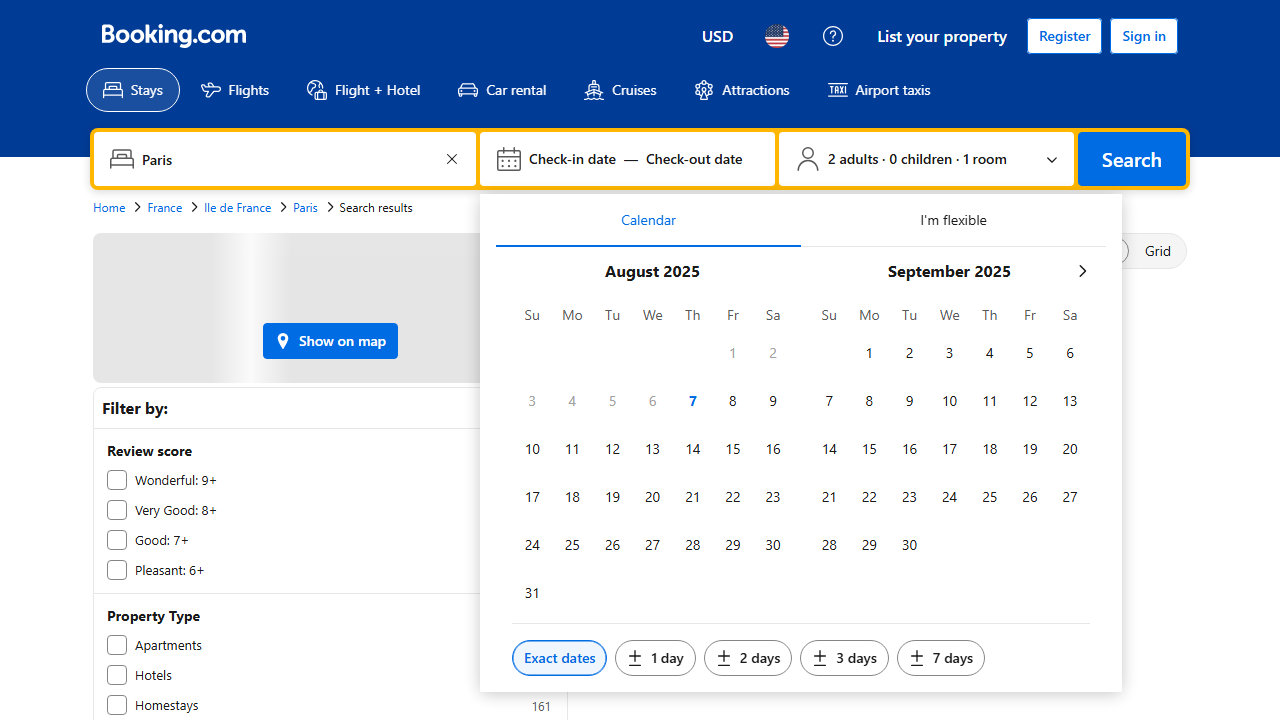 Booking.com
USD
List your property
Register
Sign in
Stays
Flights
Flight + Hotel
Car rental
Cruises
Attractions
TAXI Airport taxis
Paris
Check-in date — Check-out date
2 adults · 0 children · 1 room
Search
Home
France
Ile de France
Paris
Search results
Calendar
I'm flexible
Grid
Show on map
Filter by:
Review score
Wonderful: 9+
Very Good: 8+
Good: 7+
Pleasant: 6+
Property Type
Apartments
Hotels
Homestays
161
August 2025
Su Mo Tu We Th Fr Sa
1 2
3 4 5 6 7 8 9
10 11 12 13 14 15 16
17 18 19 20 21 22 23
24 25 26 27 28 29 30
31
September 2025
Su Mo Tu We Th Fr Sa
1 2 3 4 5 6
7 8 9 10 11 12 13
14 15 16 17 18 19 20
21 22 23 24 25 26 27
28 29 30
Exact dates
± 1 day
± 2 days
± 3 days
± 7 days